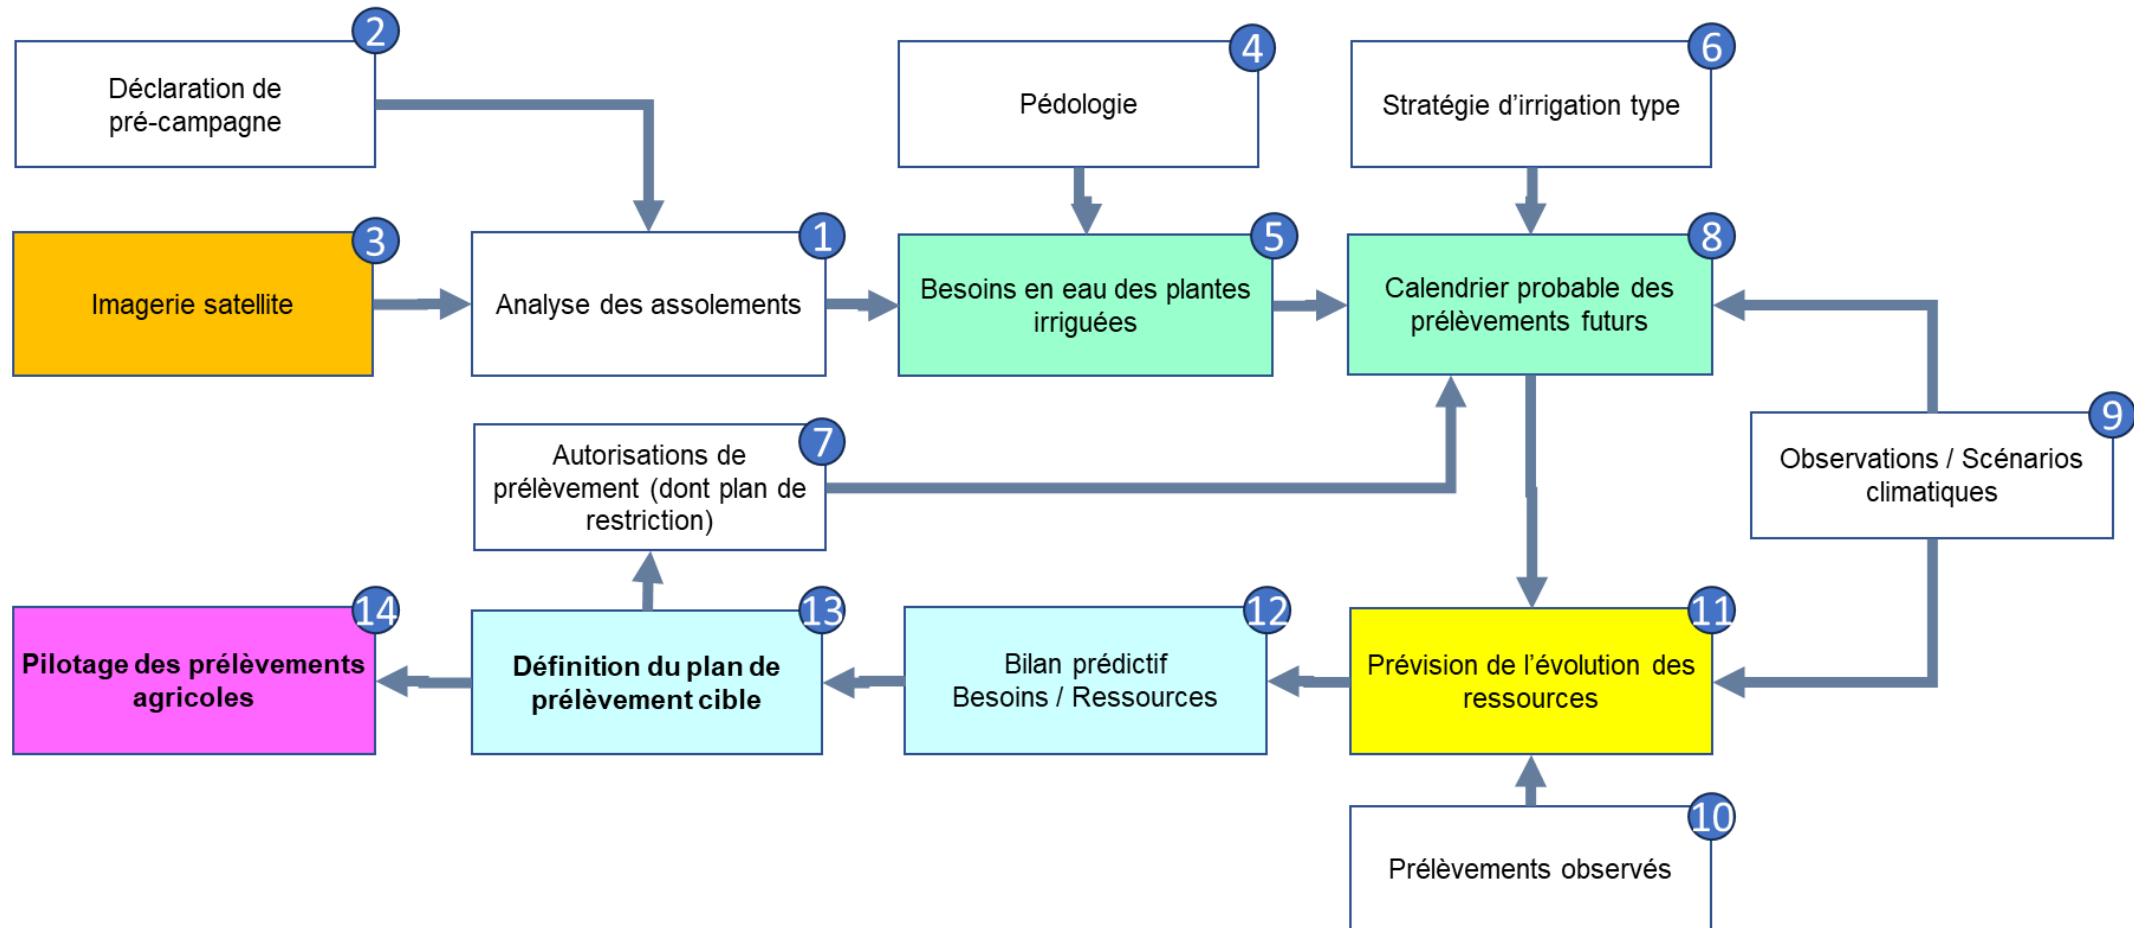 2
Déclaration de
pré-campagne
4
Pédologie
6
Stratégie d’irrigation type
3
Imagerie satellite
1
Analyse des assolements
5
Besoins en eau des plantes
irriguées
8
Calendrier probable des
prélèvements futurs
7
Autorisations de
prélèvement (dont plan de
restriction)
9
Observations / Scénarios
climatiques
14
Pilotage des prélèvements
agricoles
13
Définition du plan de
prélèvement cible
12
Bilan prédictif
Besoins / Ressources
11
Prévision de l’évolution des
ressources
10
Prélèvements observés